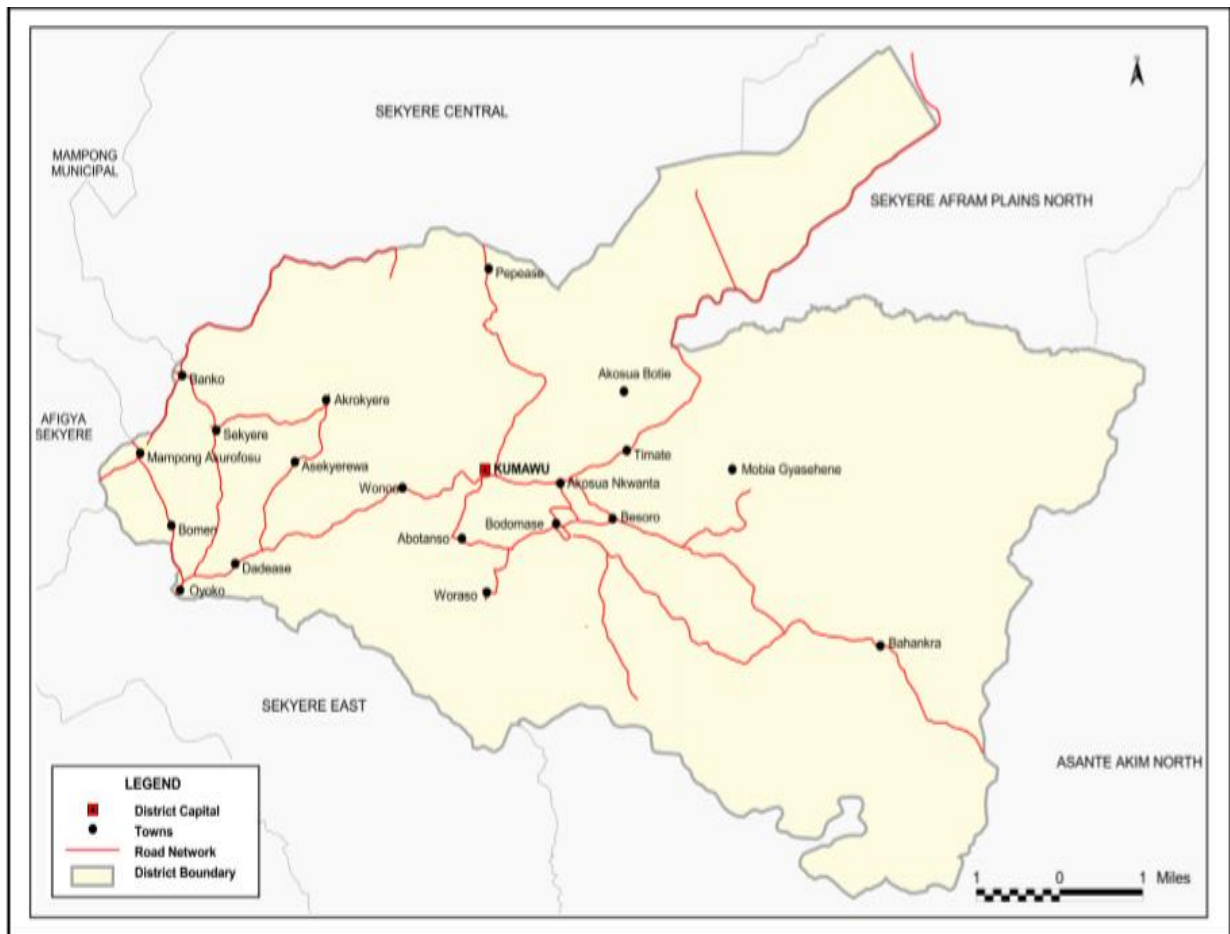 SEKYERE CENTRAL
MAMPONG
MUNICIPAL
SEKYERE AFRAM PLAINS NORTH
Pepease
Banko
Akosua Botie
Akrokyere
AFIGYA
SEKYERE
Sekyere
Mampong Akurofosu
Asekyerewa
Timate
KUMAWU
Mobia Gyasehene
Wonoo
Akosua Nkwanta
Bomen
Bodomase
Besoro
Abotanso
Dadease
Oyoko
Woraso
Bahankra
SEKYERE EAST
ASANTE AKIM NORTH
LEGEND
District Capital
Towns
Road Network
District Boundary
1 0 1 Miles